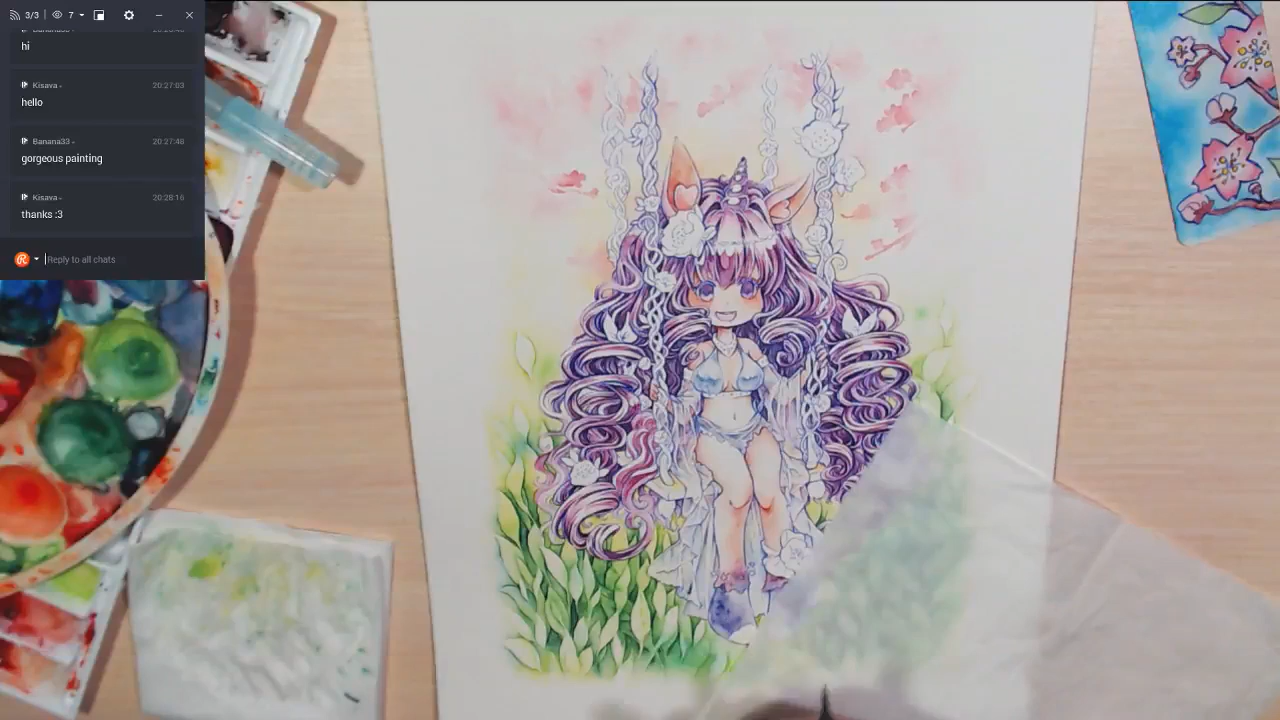 3/3 7
hi
Kisava 20:27:03
hello
Banana33 20:27:48
gorgeous painting
Kisava 20:28:16
thanks :3
Reply to all chats